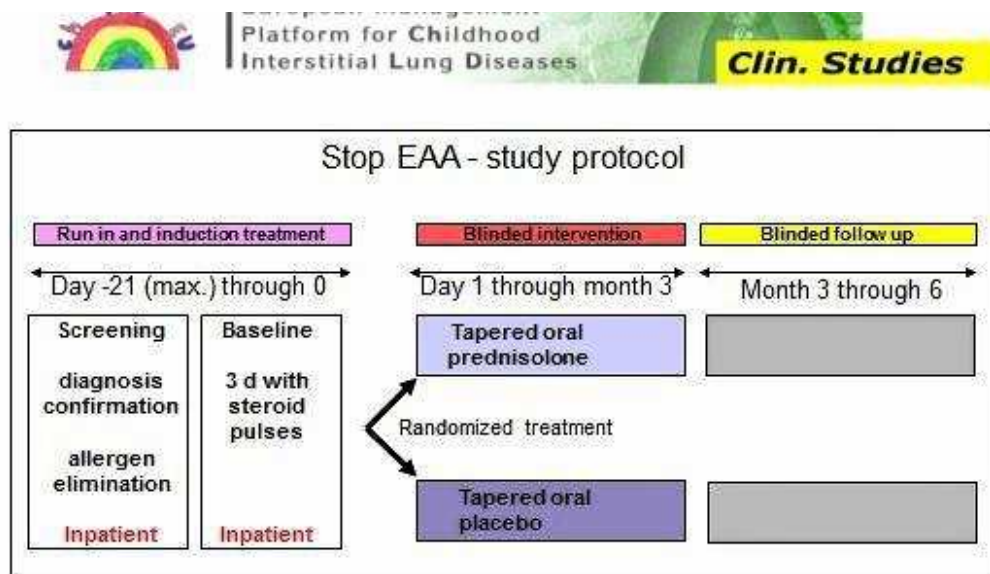 European Management
Platform for Childhood
Interstitial Lung Diseases
Clin. Studies
Stop EAA - study protocol
Run in and induction treatment
Blinded intervention
Blinded follow up
Day -21 (max.) through 0
Day 1 through month 3
Month 3 through 6
Screening
diagnosis
confirmation
allergen
elimination
Inpatient
Baseline
3 d with
steroid
pulses
Inpatient
Tapered oral
prednisolone
Randomized treatment
Tapered oral
placebo